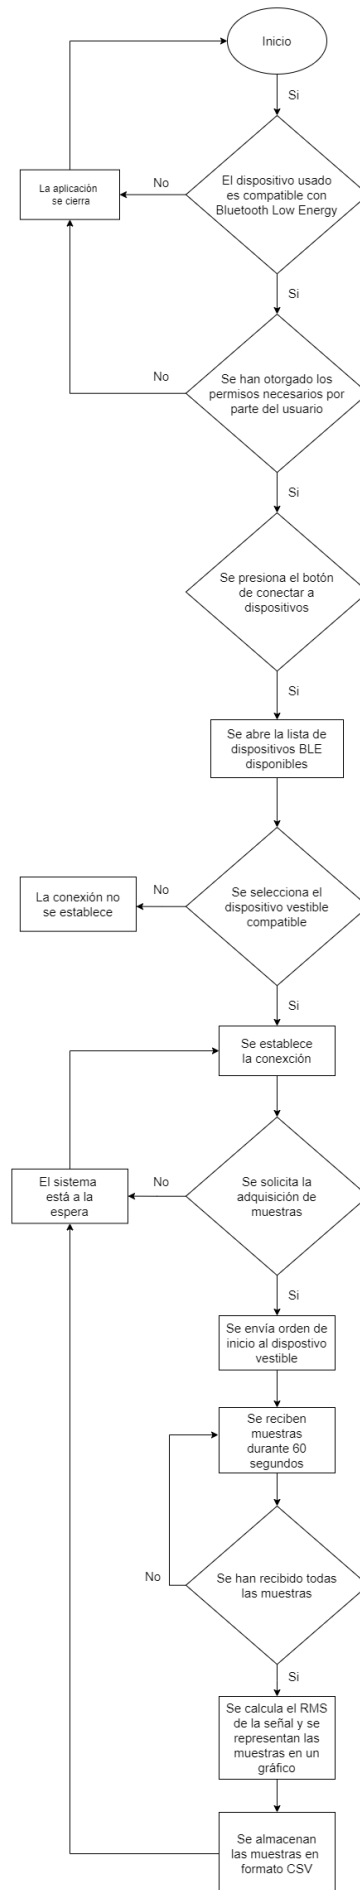 Inicio
Si
El dispositivo usado
es compatible con
Bluetooth Low Energy
No
La aplicación
se cierra
Si
Se han otorgado los
permisos necesarios por
parte del usuario
No
Si
Se presiona el botón
de conectar a
dispositivos
Si
Se abre la lista de
dispositivos BLE
disponibles
Se selecciona el
dispositivo vestible
compatible
No
La conexión no
se establece
Si
Se establece
la conexción
Se solicita la
adquisición de
muestras
No
El sistema
está a la
espera
Si
Se envía orden de
inicio al dispostivo
vestible
Se reciben
muestras
durante 60
segundos
Se han recibido todas
las muestras
No
Si
Se calcula el RMS
de la señal y se
representan las
muestras en un
gráfico
Se almacenan
las muestras en
formato CSV